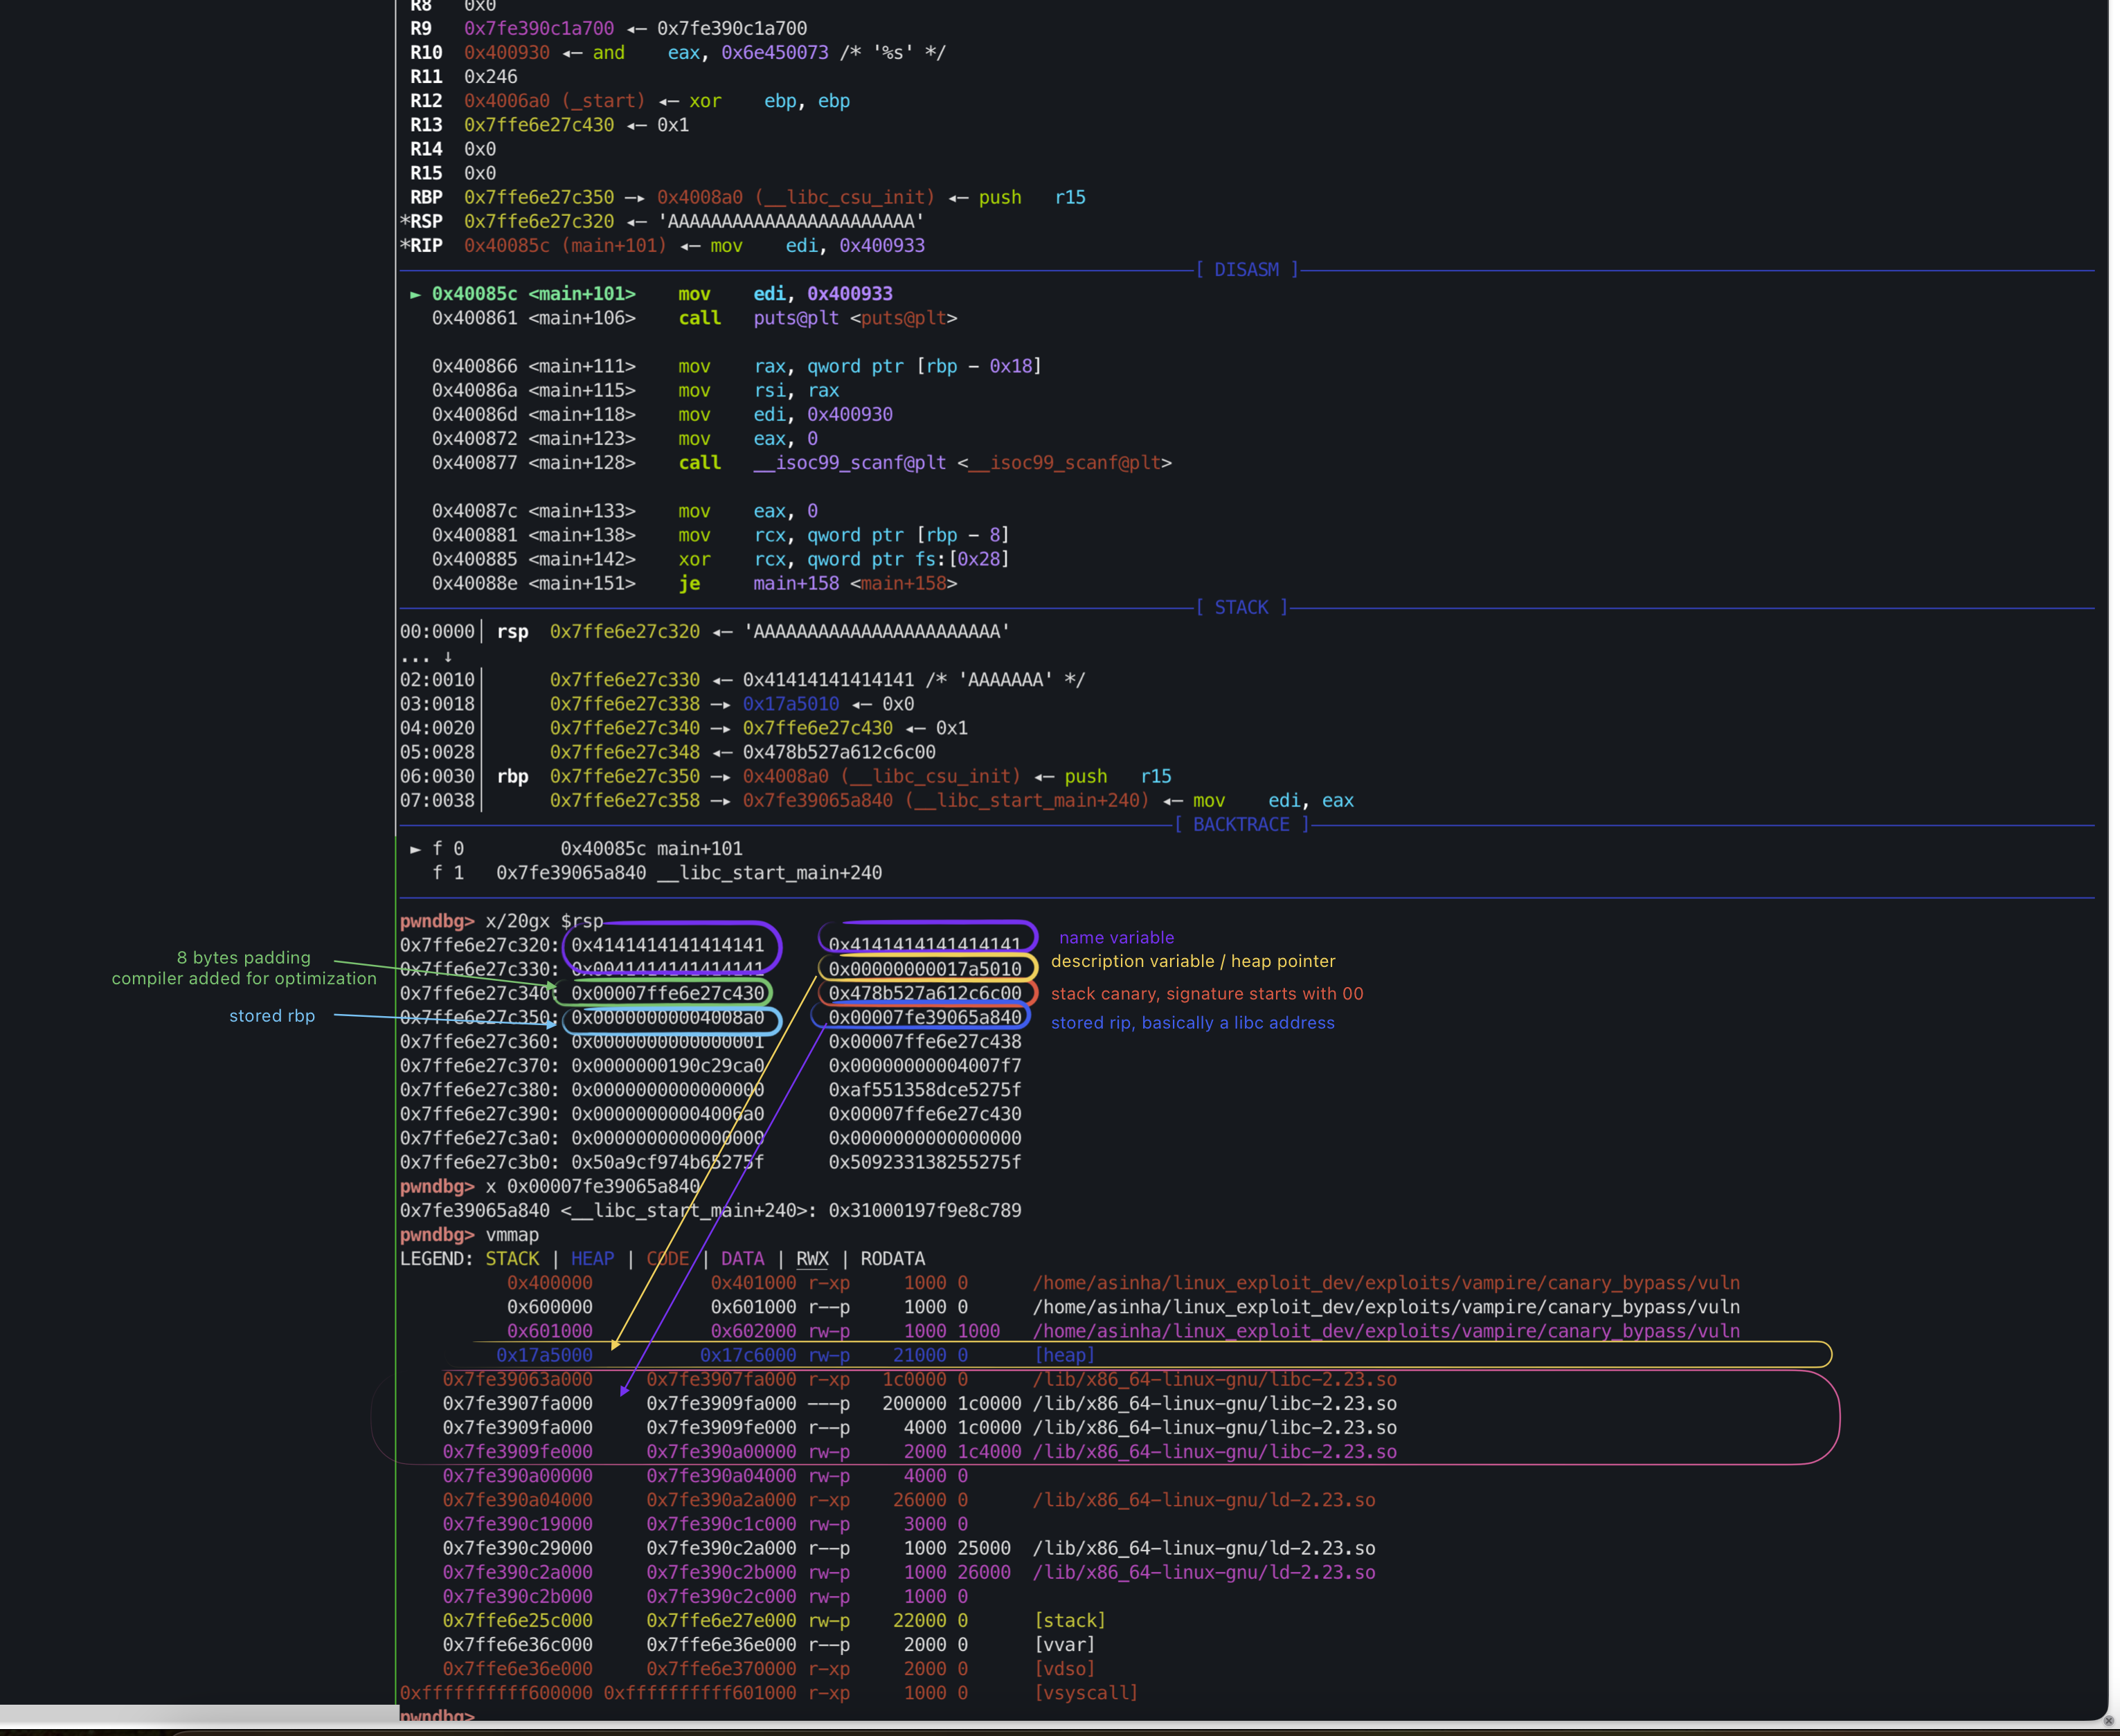 R8   0x0
R9   0x7fe390c1a700 ◂— 0x7fe390c1a700
R10  0x400930 ◂— and    eax, 0x6e450073 /* '%s' */
R11  0x246
R12  0x4006a0 (_start) ◂— xor    ebp, ebp
R13  0x7ffe6e27c430 ◂— 0x1
R14  0x0
R15  0x0
RBP  0x7ffe6e27c350 —▸ 0x4008a0 (__libc_csu_init) ◂— push   r15
*RSP  0x7ffe6e27c320 ◂— 'AAAAAAAAAAAAAAAAAAAAAAA'
*RIP  0x40085c (main+101) ◂— mov    edi, 0x400933
[ DISASM ]
► 0x40085c <main+101>    mov    edi, 0x400933
0x400861 <main+106>    call   puts@plt <puts@plt>
0x400866 <main+111>    mov    rax, qword ptr [rbp - 0x18]
0x40086a <main+115>    mov    rsi, rax
0x40086d <main+118>    mov    edi, 0x400930
0x400872 <main+123>    mov    eax, 0
0x400877 <main+128>    call   __isoc99_scanf@plt <__isoc99_scanf@plt>
0x40087c <main+133>    mov    eax, 0
0x400881 <main+138>    mov    rcx, qword ptr [rbp - 8]
0x400885 <main+142>    xor    rcx, qword ptr fs:[0x28]
0x40088e <main+151>    je     main+158 <main+158>
[ STACK ]
00:0000│ rsp  0x7ffe6e27c320 ◂— 'AAAAAAAAAAAAAAAAAAAAAAA'
... ↓
02:0010│      0x7ffe6e27c330 ◂— 0x41414141414141 /* 'AAAAAAA' */
03:0018│      0x7ffe6e27c338 —▸ 0x17a5010 ◂— 0x0
04:0020│      0x7ffe6e27c340 —▸ 0x7ffe6e27c430 ◂— 0x1
05:0028│      0x7ffe6e27c348 ◂— 0x478b527a612c6c00
06:0030│ rbp  0x7ffe6e27c350 —▸ 0x4008a0 (__libc_csu_init) ◂— push   r15
07:0038│      0x7ffe6e27c358 —▸ 0x7fe39065a840 (__libc_start_main+240) ◂— mov    edi, eax
[ BACKTRACE ]
► f 0         0x40085c main+101
f 1   0x7fe39065a840 __libc_start_main+240
pwndbg> x/20gx $rsp
0x7ffe6e27c320: 0x4141414141414141      0x4141414141414141 name variable
8 bytes padding
compiler added for optimization
0x7ffe6e27c330: 0x0041414141414141      0x00000000017a5010 description variable / heap pointer
0x7ffe6e27c340: 0x00007ffe6e27c430      0x478b527a612c6c00 stack canary, signature starts with 00
stored rbp 0x7ffe6e27c350: 0x00000000004008a0      0x00007fe39065a840 stored rip, basically a libc address
0x7ffe6e27c360: 0x0000000000000001      0x00007ffe6e27c438
0x7ffe6e27c370: 0x0000000190c29ca0      0x00000000004007f7
0x7ffe6e27c380: 0x0000000000000000      0xaf551358dce5275f
0x7ffe6e27c390: 0x00000000004006a0      0x00007ffe6e27c430
0x7ffe6e27c3a0: 0x0000000000000000      0x0000000000000000
0x7ffe6e27c3b0: 0x50a9cf974b65275f      0x509233138255275f
pwndbg> x 0x00007fe39065a840
0x7fe39065a840 <__libc_start_main+240>: 0x31000197f9e8c789
pwndbg> vmmap
LEGEND: STACK | HEAP | CODE | DATA | RWX | RODATA
0x400000           0x401000 r-xp     1000 0      /home/asinha/linux_exploit_dev/exploits/vampire/canary_bypass/vuln
0x600000           0x601000 r--p     1000 0      /home/asinha/linux_exploit_dev/exploits/vampire/canary_bypass/vuln
0x601000           0x602000 rw-p     1000 1000   /home/asinha/linux_exploit_dev/exploits/vampire/canary_bypass/vuln
0x17a5000          0x17c6000 rw-p    21000 0      [heap]
0x7fe39063a000     0x7fe3907fa000 r-xp   1c0000 0      /lib/x86_64-linux-gnu/libc-2.23.so
0x7fe3907fa000     0x7fe3909fa000 ---p   200000 1c0000 /lib/x86_64-linux-gnu/libc-2.23.so
0x7fe3909fa000     0x7fe3909fe000 r--p     4000 1c0000 /lib/x86_64-linux-gnu/libc-2.23.so
0x7fe3909fe000     0x7fe390a00000 rw-p     2000 1c4000 /lib/x86_64-linux-gnu/libc-2.23.so
0x7fe390a00000     0x7fe390a04000 rw-p     4000 0
0x7fe390a04000     0x7fe390a2a000 r-xp    26000 0      /lib/x86_64-linux-gnu/ld-2.23.so
0x7fe390c19000     0x7fe390c1c000 rw-p     3000 0
0x7fe390c29000     0x7fe390c2a000 r--p     1000 25000  /lib/x86_64-linux-gnu/ld-2.23.so
0x7fe390c2a000     0x7fe390c2b000 rw-p     1000 26000  /lib/x86_64-linux-gnu/ld-2.23.so
0x7fe390c2b000     0x7fe390c2c000 rw-p     1000 0
0x7ffe6e25c000     0x7ffe6e27e000 rw-p    22000 0      [stack]
0x7ffe6e36c000     0x7ffe6e36e000 r--p     2000 0      [vvar]
0x7ffe6e36e000     0x7ffe6e370000 r-xp     2000 0      [vdso]
0xffffffffff600000 0xffffffffff601000 r-xp     1000 0      [vsyscall]
pwndbg>